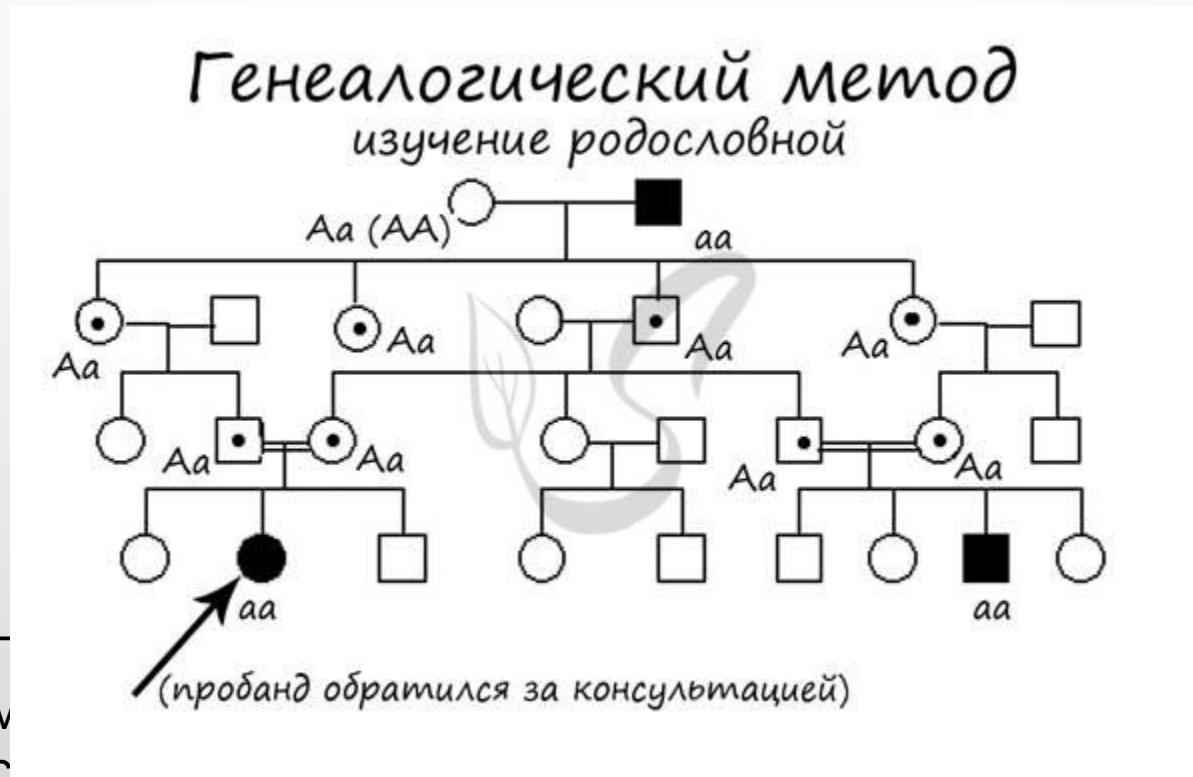 Генеалогический метод
изучение родословной
Aa (AA)
aa
Aa
Aa
Aa
Aa
Aa
Aa
Aa
Aa
aa
aa
(пробанд обратился за консультацией)